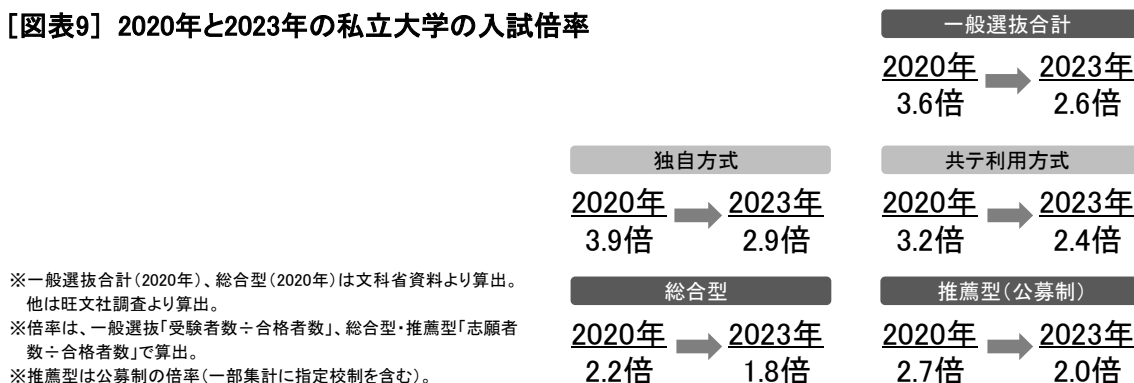 [図表9] 2020年と2023年の私立大学の入試倍率
一般選抜合計
2020年 2023年
3.6倍 2.6倍
独自方式 共テ利用方式
2020年 2023年 2020年 2023年
3.9倍 2.9倍 3.2倍 2.4倍
総合型 推薦型(公募制)
2020年 2023年 2020年 2023年
2.2倍 1.8倍 2.7倍 2.0倍
※一般選抜合計(2020年)、総合型(2020年)は文科省資料より算出。
他は旺文社調査より算出。
※倍率は、一般選抜「受験者数÷合格者数」、総合型・推薦型「志願者
数÷合格者数」で算出。
※推薦型は公募制の倍率(一部集計に指定校制を含む)。